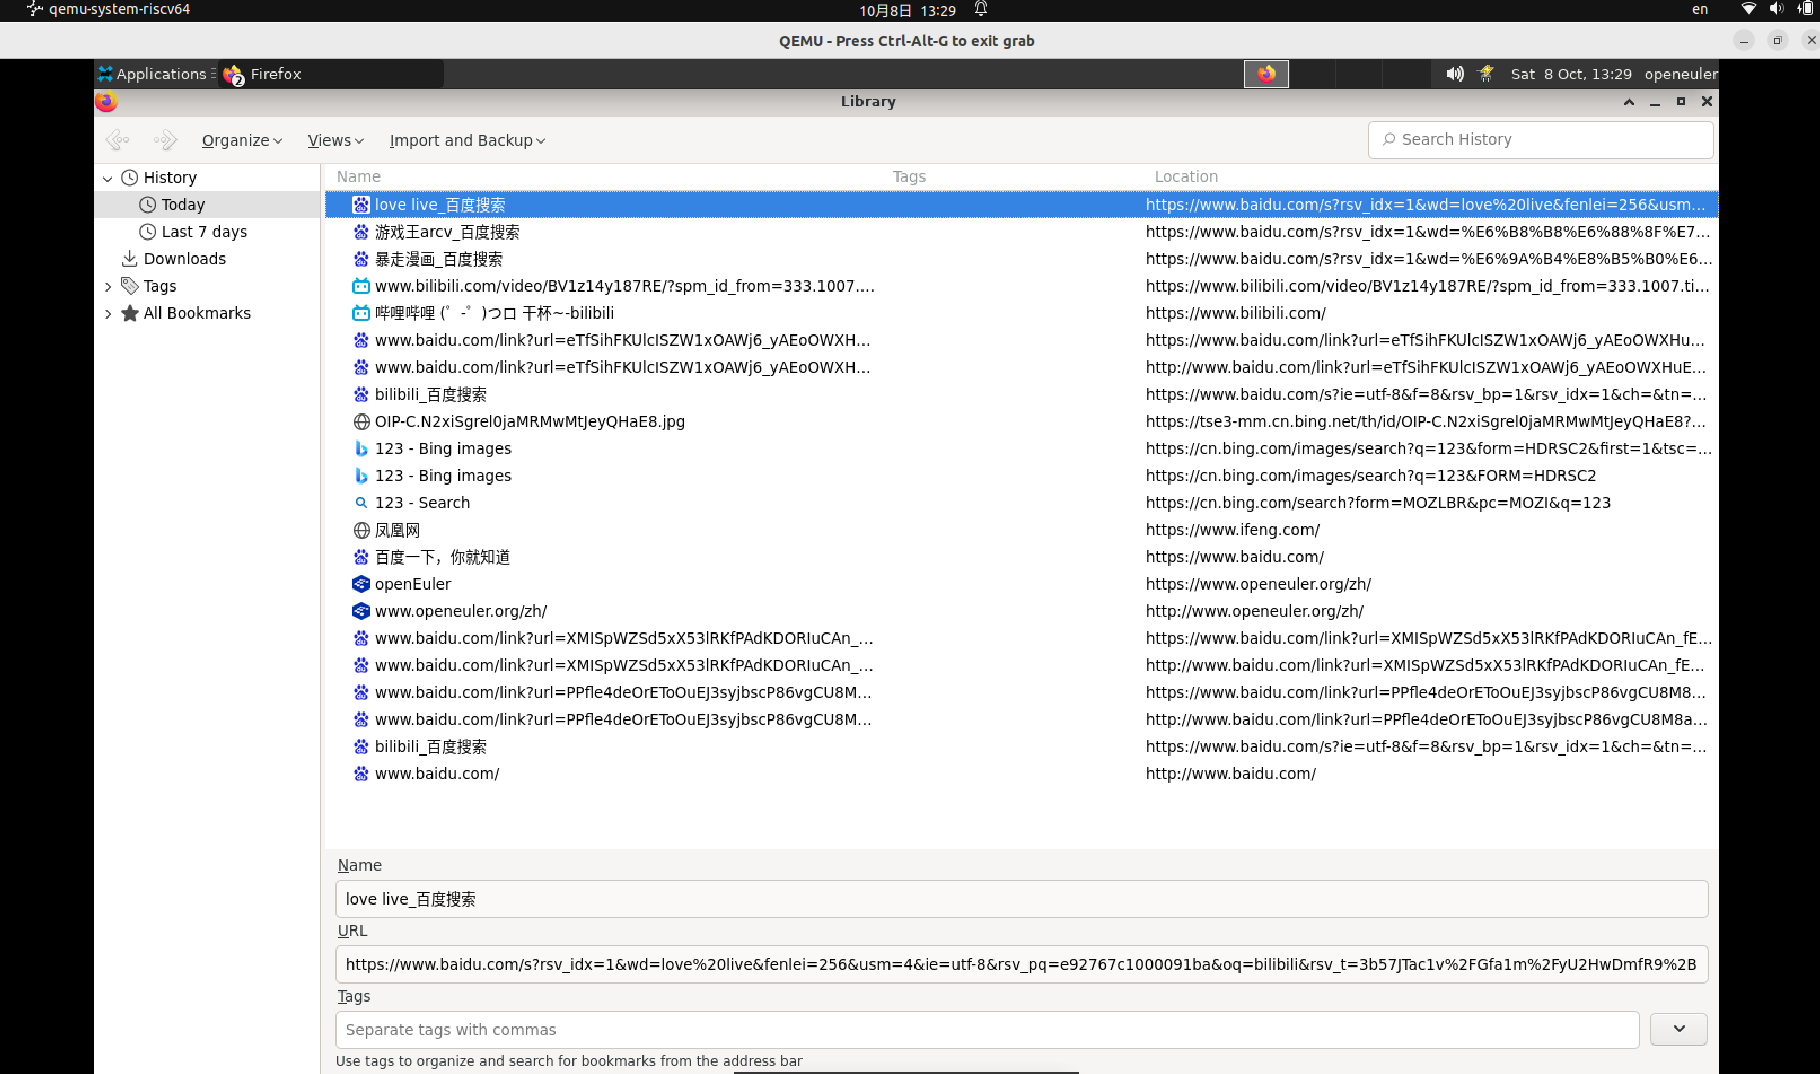 qemu-system-riscv64 10月8日 13:29 en
QEMU - Press Ctrl-Alt-G to exit grab
Applications Firefox Sat 8 Oct, 13:29 openeuler
Library
Organize Views Import and Backup Search History
History
Today
Last 7 days
Downloads
Tags
All Bookmarks
Name Tags Location
love live_百度搜索 https://www.baidu.com/s?rsv_idx=1&wd=love%20live&fenlei=256&usm...
游戏王arcv_百度搜索 https://www.baidu.com/s?rsv_idx=1&wd=%E6%B8%B8%E6%88%8F%E7...
暴走漫画_百度搜索 https://www.baidu.com/s?rsv_idx=1&wd=%E6%9A%B4%E8%B5%B0%E6...
www.bilibili.com/video/BV1z14y187RE/?spm_id_from=333.1007.... https://www.bilibili.com/video/BV1z14y187RE/?spm_id_from=333.1007.ti...
哔哩哔哩 (゜-゜)つロ 干杯~-bilibili https://www.bilibili.com/
www.baidu.com/link?url=eTfSihFKUlcISZW1xOAWj6_yAEoOWXH... https://www.baidu.com/link?url=eTfSihFKUlcISZW1xOAWj6_yAEoOWXHu...
www.baidu.com/link?url=eTfSihFKUlcISZW1xOAWj6_yAEoOWXH... http://www.baidu.com/link?url=eTfSihFKUlcISZW1xOAWj6_yAEoOWXHuE...
bilibili_百度搜索 https://www.baidu.com/s?ie=utf-8&f=8&rsv_bp=1&rsv_idx=1&ch=&tn=...
OIP-C.N2xiSgrel0jaMRMwMtJeyQHaE8.jpg https://tse3-mm.cn.bing.net/th/id/OIP-C.N2xiSgrel0jaMRMwMtJeyQHaE8?...
123 - Bing images https://cn.bing.com/images/search?q=123&form=HDRSC2&first=1&tsc=...
123 - Bing images https://cn.bing.com/images/search?q=123&FORM=HDRSC2
123 - Search https://cn.bing.com/search?form=MOZLBR&pc=MOZI&q=123
凤凰网 https://www.ifeng.com/
百度一下，你就知道 https://www.baidu.com/
openEuler https://www.openeuler.org/zh/
www.openeuler.org/zh/ http://www.openeuler.org/zh/
www.baidu.com/link?url=XMISpWZSd5xX53lRKfPAdKDORIuCAn_... https://www.baidu.com/link?url=XMISpWZSd5xX53lRKfPAdKDORIuCAn_fE...
www.baidu.com/link?url=XMISpWZSd5xX53lRKfPAdKDORIuCAn_... http://www.baidu.com/link?url=XMISpWZSd5xX53lRKfPAdKDORIuCAn_fE...
www.baidu.com/link?url=PPfle4deOrEToOuEJ3syjbscP86vgCU8M... https://www.baidu.com/link?url=PPfle4deOrEToOuEJ3syjbscP86vgCU8M8...
www.baidu.com/link?url=PPfle4deOrEToOuEJ3syjbscP86vgCU8M... http://www.baidu.com/link?url=PPfle4deOrEToOuEJ3syjbscP86vgCU8M8a...
bilibili_百度搜索 https://www.baidu.com/s?ie=utf-8&f=8&rsv_bp=1&rsv_idx=1&ch=&tn=...
www.baidu.com/ http://www.baidu.com/
Name
love live_百度搜索
URL
https://www.baidu.com/s?rsv_idx=1&wd=love%20live&fenlei=256&usm=4&ie=utf-8&rsv_pq=e92767c1000091ba&oq=bilibili&rsv_t=3b57JTac1v%2FGfa1m%2FyU2HwDmfR9%2B
Tags
Separate tags with commas
Use tags to organize and search for bookmarks from the address bar